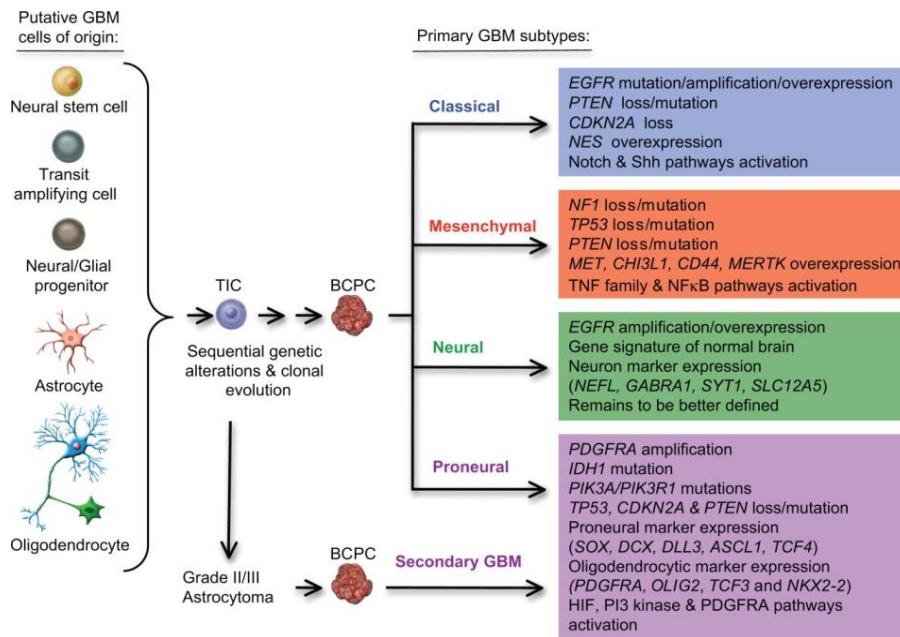 Putative GBM
cells of origin:
Neural stem cell
Transit
amplifying cell
Neural/Glial
progenitor
Astrocyte
Oligodendrocyte
TIC
BCPC
Sequential genetic
alterations & clonal
evolution
Grade II/III
Astrocytoma
BCPC
Primary GBM subtypes:
Classical
EGFR mutation/amplification/overexpression
PTEN loss/mutation
CDKN2A loss
NES overexpression
Notch & Shh pathways activation
Mesenchymal
NF1 loss/mutation
TP53 loss/mutation
PTEN loss/mutation
MET, CHI3L1, CD44, MERTK overexpression
TNF family & NFκB pathways activation
Neural
EGFR amplification/overexpression
Gene signature of normal brain
Neuron marker expression
(NEFL, GABRA1, SYT1, SLC12A5)
Remains to be better defined
Proneural
Secondary GBM
PDGFRA amplification
IDH1 mutation
PIK3A/PIK3R1 mutations
TP53, CDKN2A & PTEN loss/mutation
Proneural marker expression
(SOX, DCX, DLL3, ASCL1, TCF4)
Oligodendrocytic marker expression
(PDGFRA, OLIG2, TCF3 and NKX2-2)
HIF, PI3 kinase & PDGFRA pathways
activation